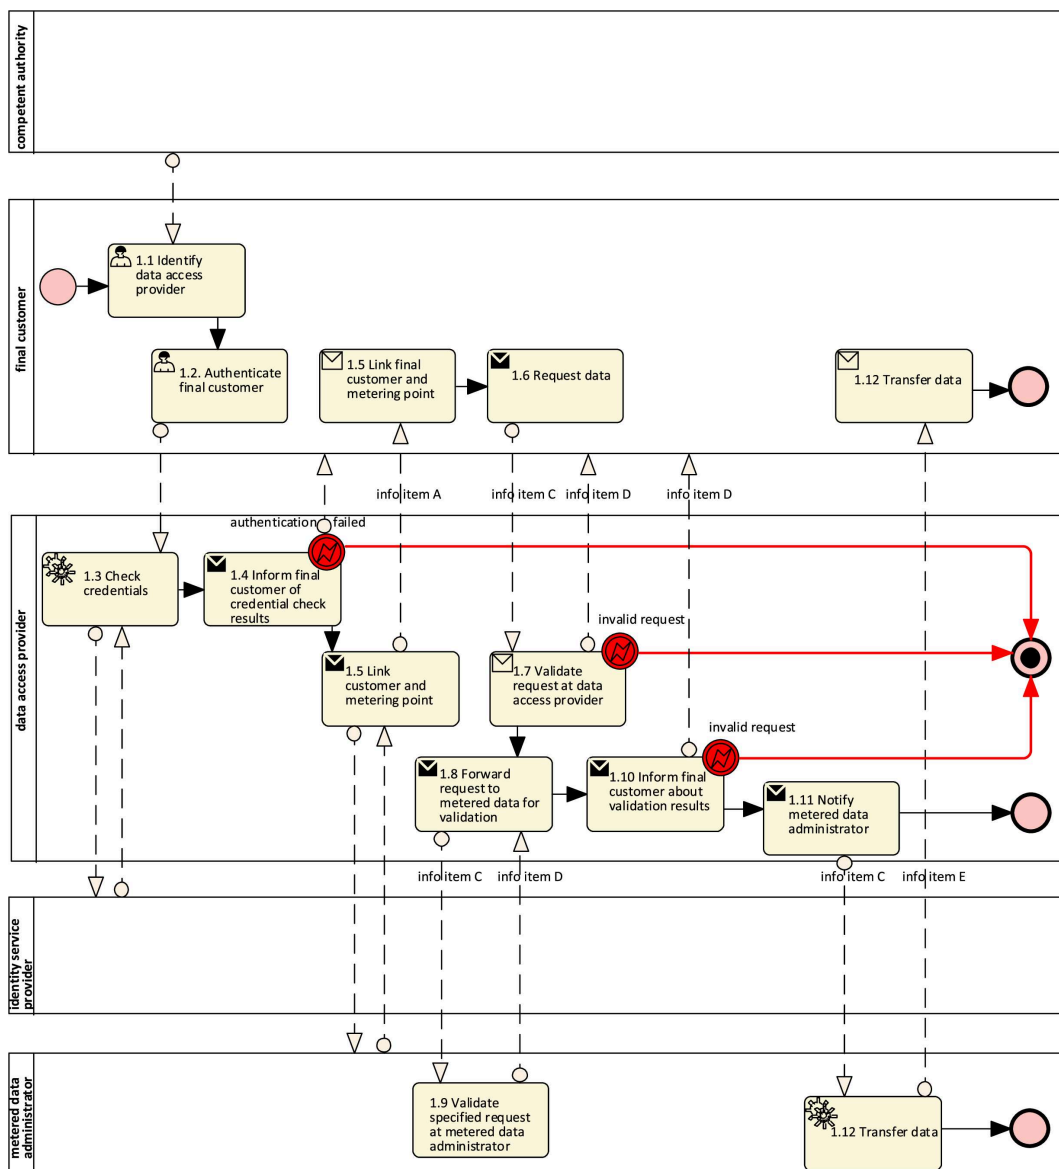 competent authority
final customer
1.1 Identify
data access
provider
1.2. Authenticate
final customer
1.5 Link final
customer and
metering point
1.6 Request data
1.12 Transfer data
info item A
info item C
info item D
info item D
data access provider
authentication failed
1.3 Check
credentials
1.4 Inform final
customer of
credential check
results
invalid request
1.5 Link
customer and
metering point
1.7 Validate
request at data
access provider
invalid request
1.8 Forward
request to
metered data for
validation
1.10 Inform final
customer about
validation results
1.11 Notify
metered data
administrator
info item C
info item D
info item C
info item E
identity service
provider
metered data
administrator
1.9 Validate
specified request
at metered data
administrator
1.12 Transfer data